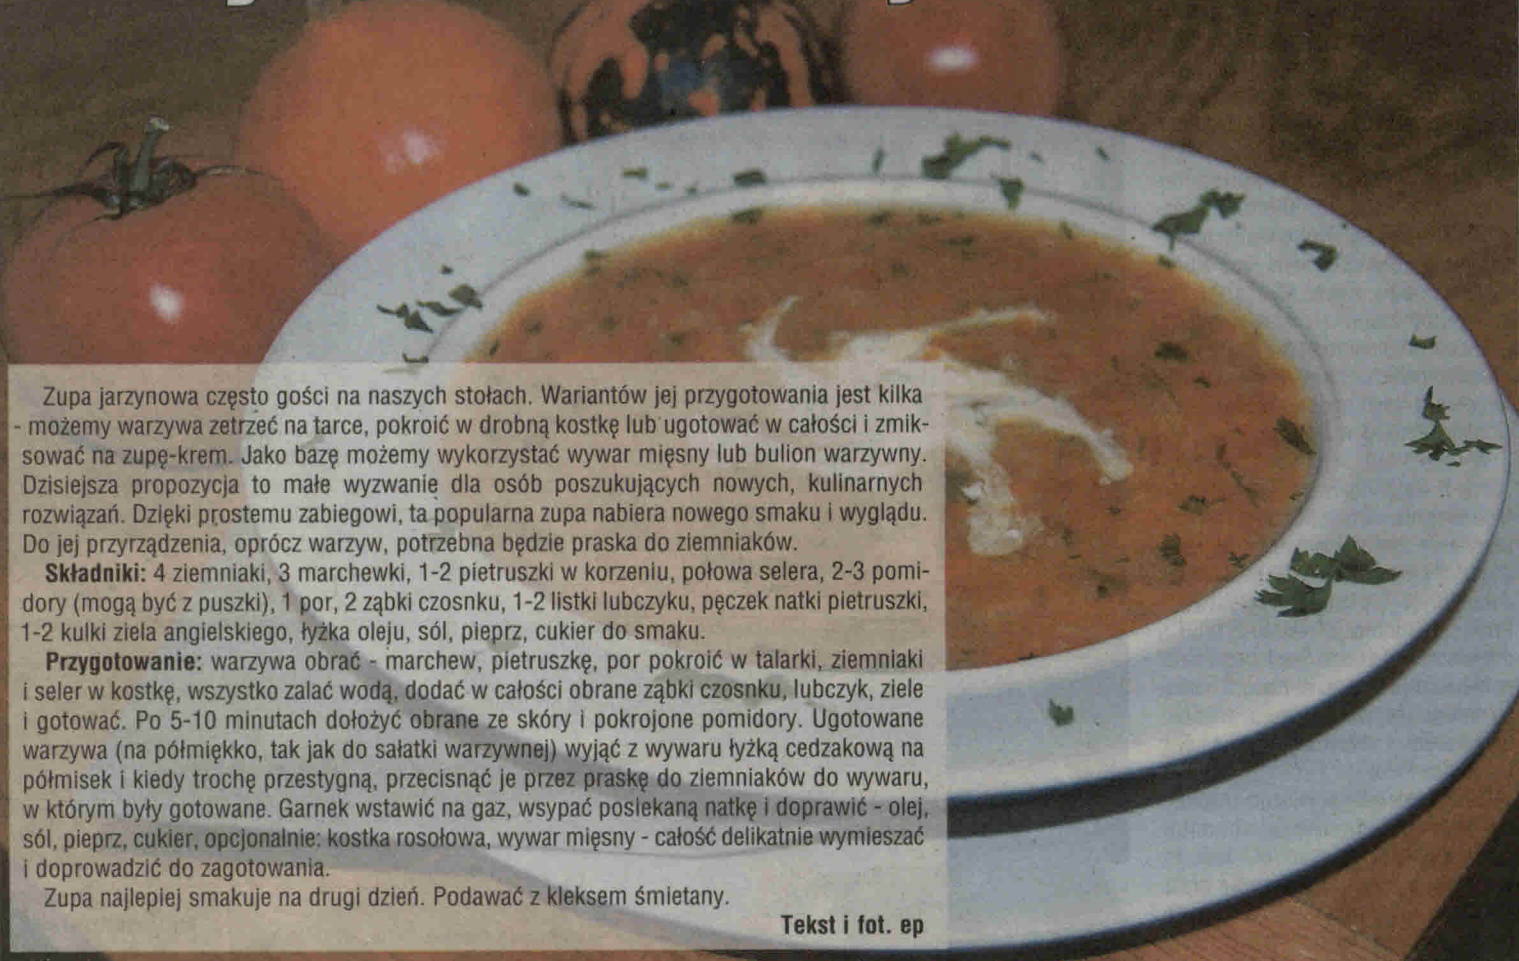 Zupa jarzynowa często gości na naszych stołach. Wariantów jej przygotowania jest kilka
- możemy warzywa zetrzeć na tarce, pokroić w drobną kostkę lub ugotować w całości i zmik-
sować na zupę-krem. Jako bazę możemy wykorzystać wywar mięsny lub bulion warzywny.
Dzisiejsza propozycja to małe wyzwanie dla osób poszukujących nowych, kulinarnych
rozwiązań. Dzięki prostemu zabiegowi, ta popularna zupa nabiera nowego smaku i wyglądu.
Do jej przyrządzenia, oprócz warzyw, potrzebna będzie praska do ziemniaków.
Składniki: 4 ziemniaki, 3 marchewki, 1-2 pietruszki w korzeniu, połowa selera, 2-3 pomi-
dory (mogą być z puszki), 1 por, 2 ząbki czosnku, 1-2 listki lubczyku, pęczek natki pietruszki,
1-2 kulki ziela angielskiego, łyżka oleju, sól, pieprz, cukier do smaku.
Przygotowanie: warzywa obrać - marchew, pietruszkę, por pokroić w talarki, ziemniaki
i seler w kostkę, wszystko zalać wodą, dodać w całości obrane ząbki czosnku, lubczyk, ziele
i gotować. Po 5-10 minutach dołożyć obrane ze skóry i pokrojone pomidory. Ugotowane
warzywa (na półmiękko, tak jak do sałatki warzywnej) wyjąć z wywaru łyżką cedzakową na
półmisek i kiedy trochę przestygną, przecisnąć je przez praskę do ziemniaków do wywaru,
w którym były gotowane. Garnek wstawić na gaz, wsypać posiekaną natkę i doprawić - olej,
sól, pieprz, cukier, opcjonalnie: kostka rosołowa, wywar mięsny - całość delikatnie wymieszać
i doprowadzić do zagotowania.
Zupa najlepiej smakuje na drugi dzień. Podawać z kleksem śmietany.
Tekst i fot. ep